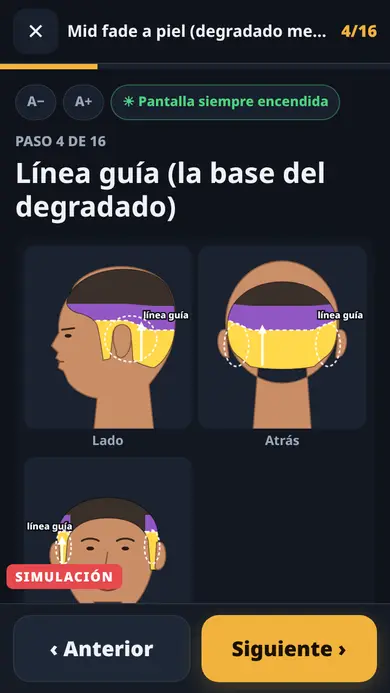 ✕ Mid fade a piel (degradado me... 4/16
A− A+ ☀ Pantalla siempre encendida
PASO 4 DE 16
Línea guía (la base del
degradado)
línea guía
línea guía
Lado
Atrás
línea guía
SIMULACIÓN
‹ Anterior
Siguiente ›